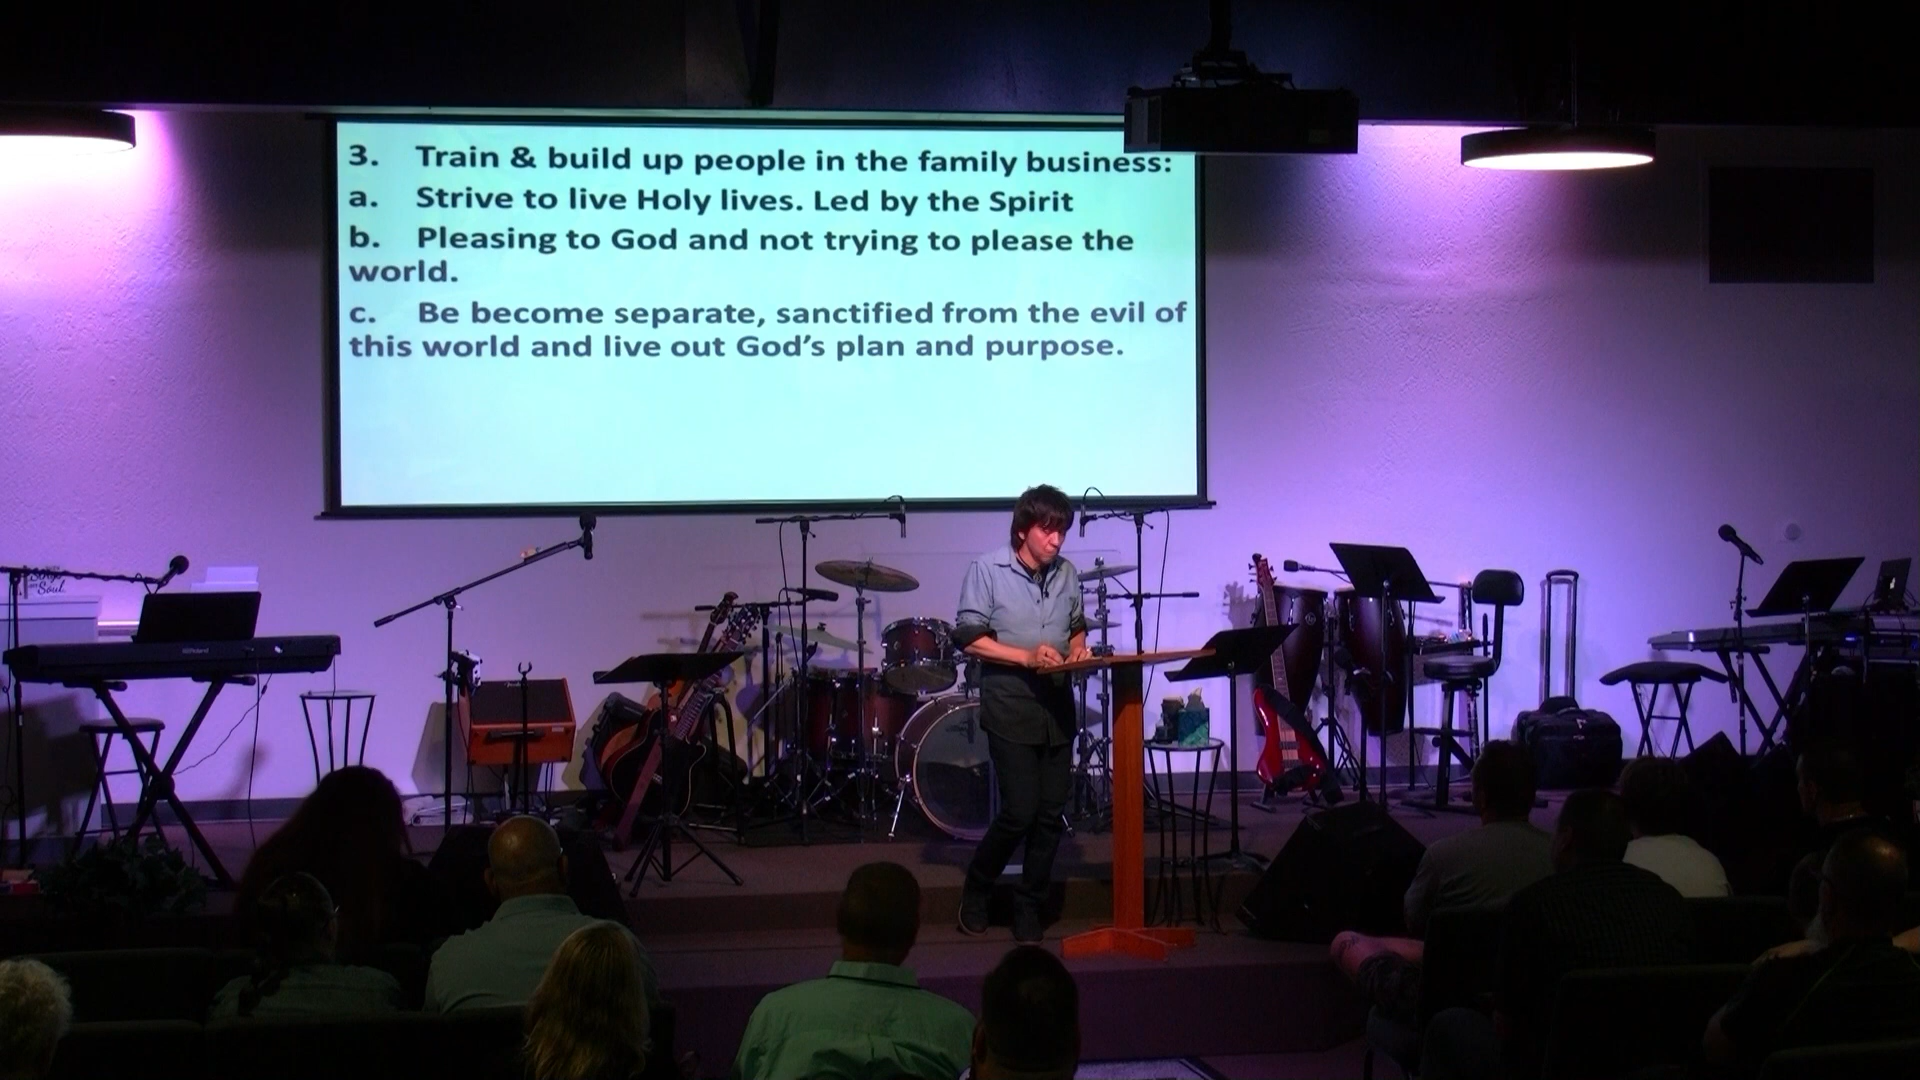 3. Train & build up people in the family business:
a. Strive to live Holy lives. Led by the Spirit
b. Pleasing to God and not trying to please the
world.
c. Be become separate, sanctified from the evil of
this world and live out God's plan and purpose.
Soul
Roland